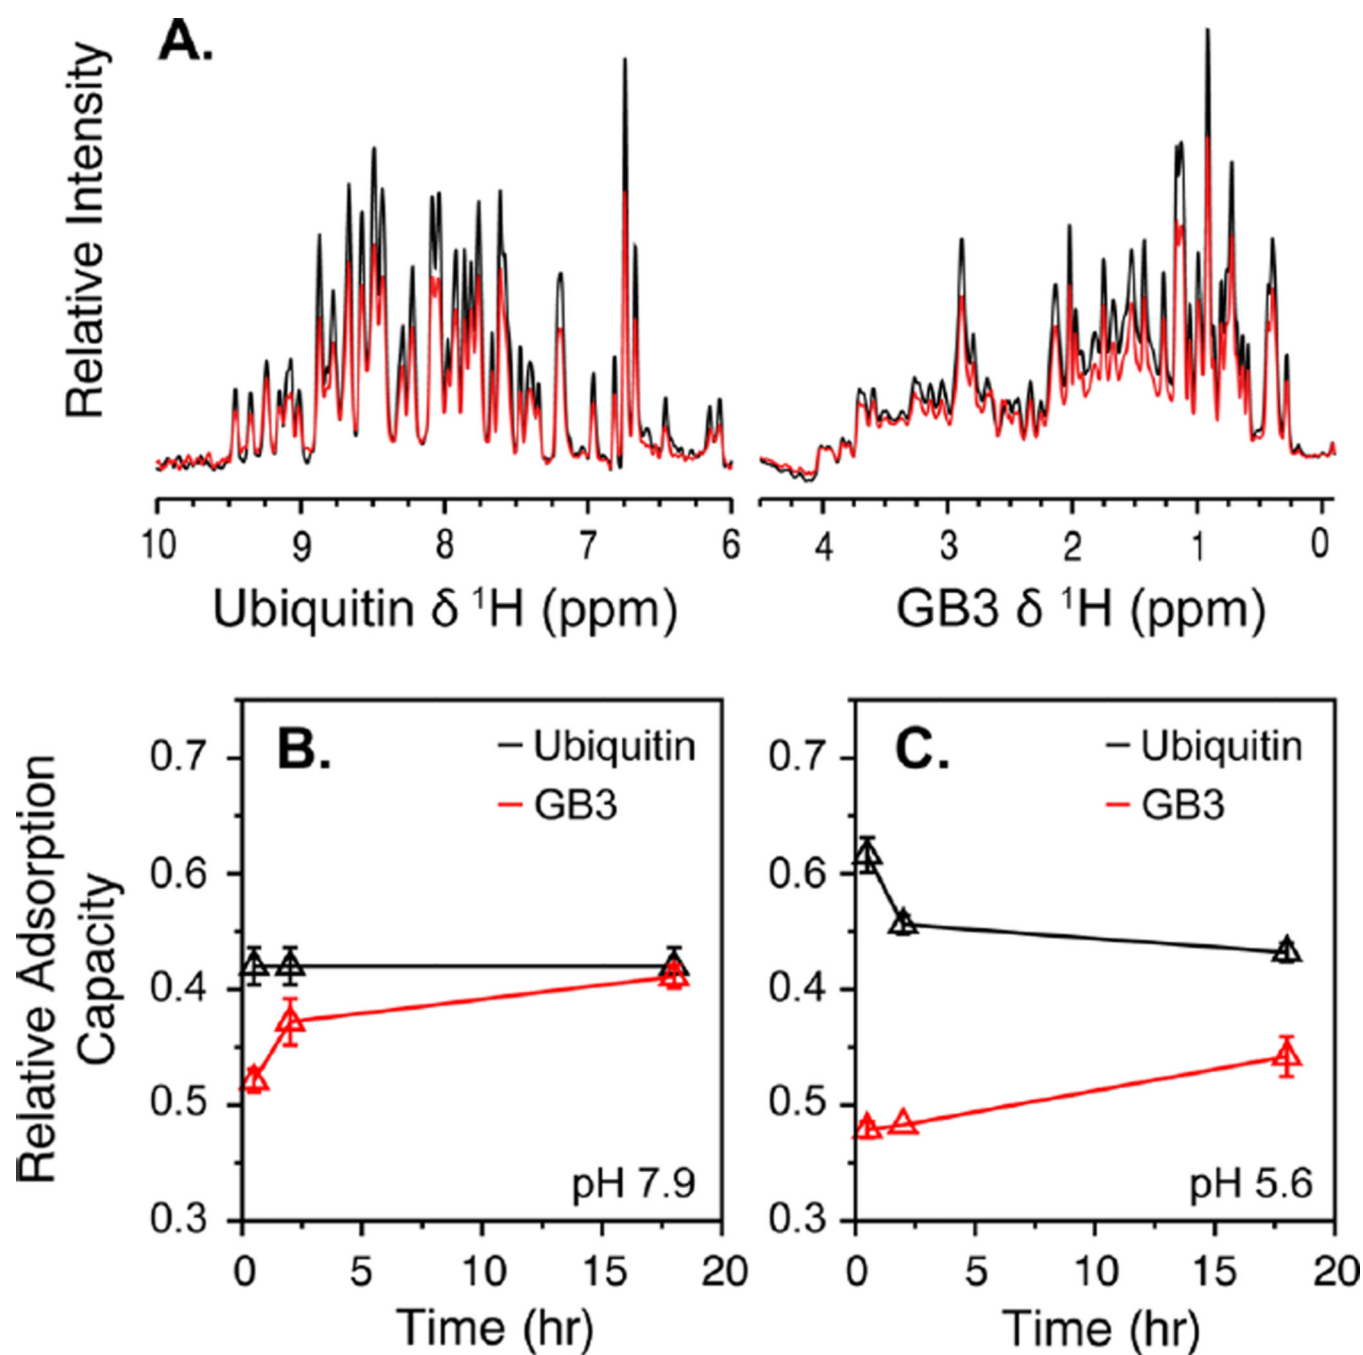 A.
Relative Intensity
10 9 8 7 6
4 3 2 1 0
Ubiquitin δ ¹H (ppm)
GB3 δ ¹H (ppm)
Relative Adsorption
Capacity
B.
Ubiquitin
GB3
0.7
0.6
0.4
0.5
0.3
pH 7.9
0 5 10 15 20
Time (hr)
C.
Ubiquitin
GB3
0.7
0.6
0.4
0.5
0.3
pH 5.6
0 5 10 15 20
Time (hr)